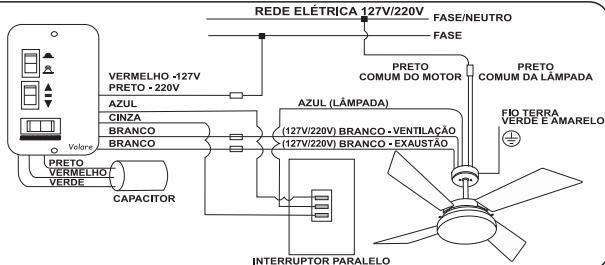 REDE ELÉTRICA 127V/220V
FASE/NEUTRO
FASE
VERMELHO -127V
PRETO - 220V
AZUL
CINZA
BRANCO
BRANCO
Volare
PRETO
VERMELHO
VERDE
CAPACITOR
PRETO
COMUM DO MOTOR
PRETO
COMUM DA LÂMPADA
AZUL (LÂMPADA)
FIO TERRA
VERDE E AMARELO
(127V/220V) BRANCO - VENTILAÇÃO
(127V/220V) BRANCO - EXAUSTÃO
INTERRUPTOR PARALELO